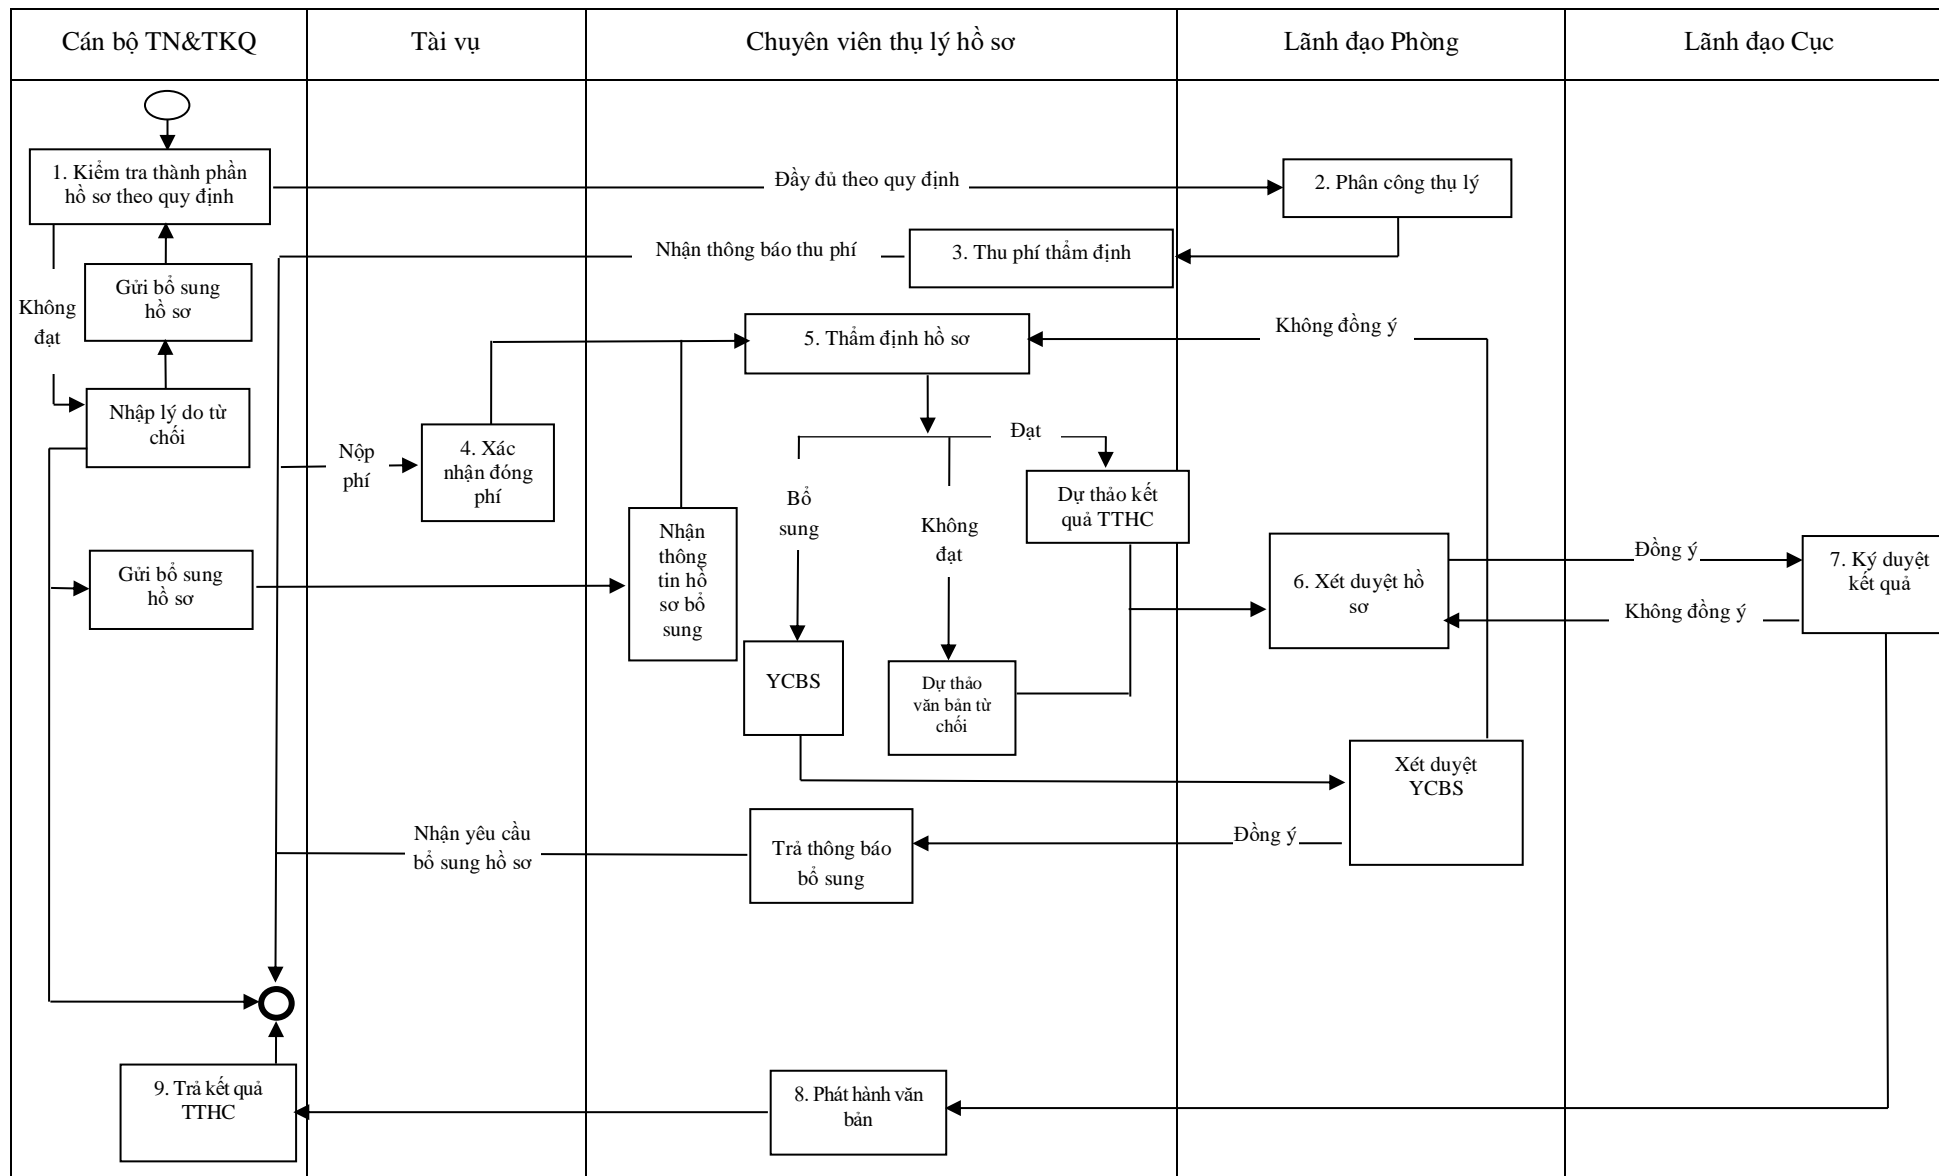 Cán bộ TN&TKQ
Tài vụ
Chuyên viên thụ lý hồ sơ
Lãnh đạo Phòng
Lãnh đạo Cục
1. Kiểm tra thành phần
hồ sơ theo quy định
Đầy đủ theo quy định
2. Phân công thụ lý
Nhận thông báo thu phí
3. Thu phí thẩm định
Gửi bổ sung
hồ sơ
Không
đạt
5. Thẩm định hồ sơ
Không đồng ý
Nhập lý do từ
chối
Nộp
phí
4. Xác
nhận đóng
phí
Đạt
Bổ
sung
Không
đạt
Dự thảo kết
quả TTHC
Nhận
thông
tin hồ
sơ bổ
sung
Gửi bổ sung
hồ sơ
6. Xét duyệt hồ
sơ
Đồng ý
Không đồng ý
7. Ký duyệt
kết quả
YCBS
Dự thảo
văn bản từ
chối
Xét duyệt
YCBS
Nhận yêu cầu
bổ sung hồ sơ
Trả thông báo
bổ sung
Đồng ý
9. Trả kết quả
TTHC
8. Phát hành văn
bản